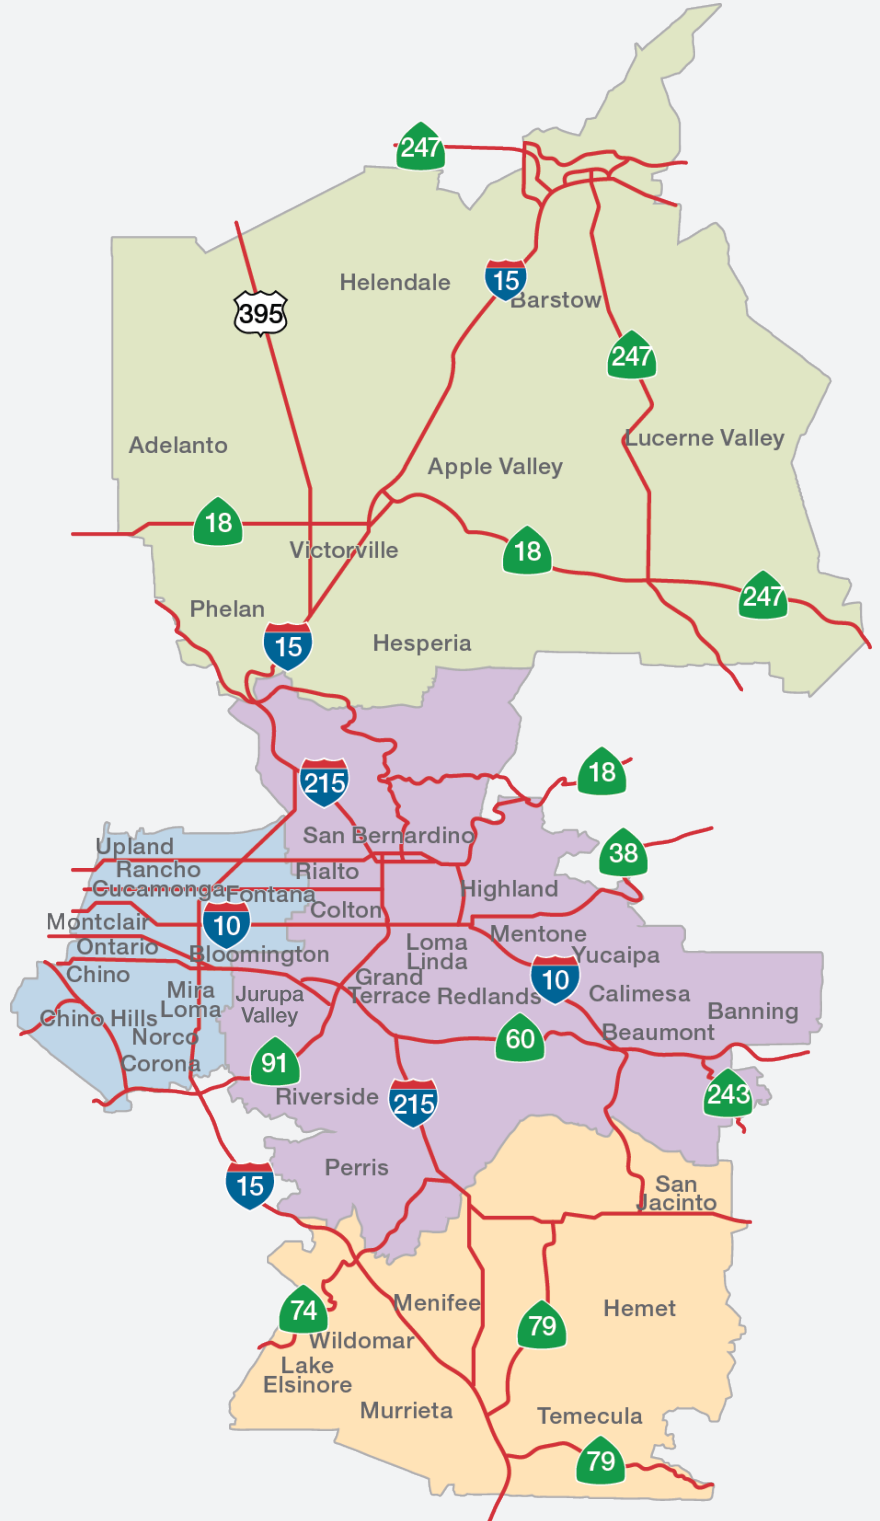 247
Helendale
15
Barstow
395
247
Adelanto
Lucerne Valley
Apple Valley
18
Victorville
18
247
Phelan
15
Hesperia
215
18
Upland
San Bernardino
38
Rancho
Cucamonga
Rialto
Fontana
Highland
Colton
Montclair
10
Ontario
Bloomington
Loma
Linda
Mentone
Yucaipa
Chino
Grand
Terrace
Redlands
10
Calimesa
Mira
Loma
Jurupa
Valley
Banning
Chino Hills
Norco
60
Beaumont
Corona
91
Riverside
215
243
Perris
15
San
Jacinto
74
Menifee
79
Hemet
Wildomar
Lake
Elsinore
Murrieta
Temecula
79